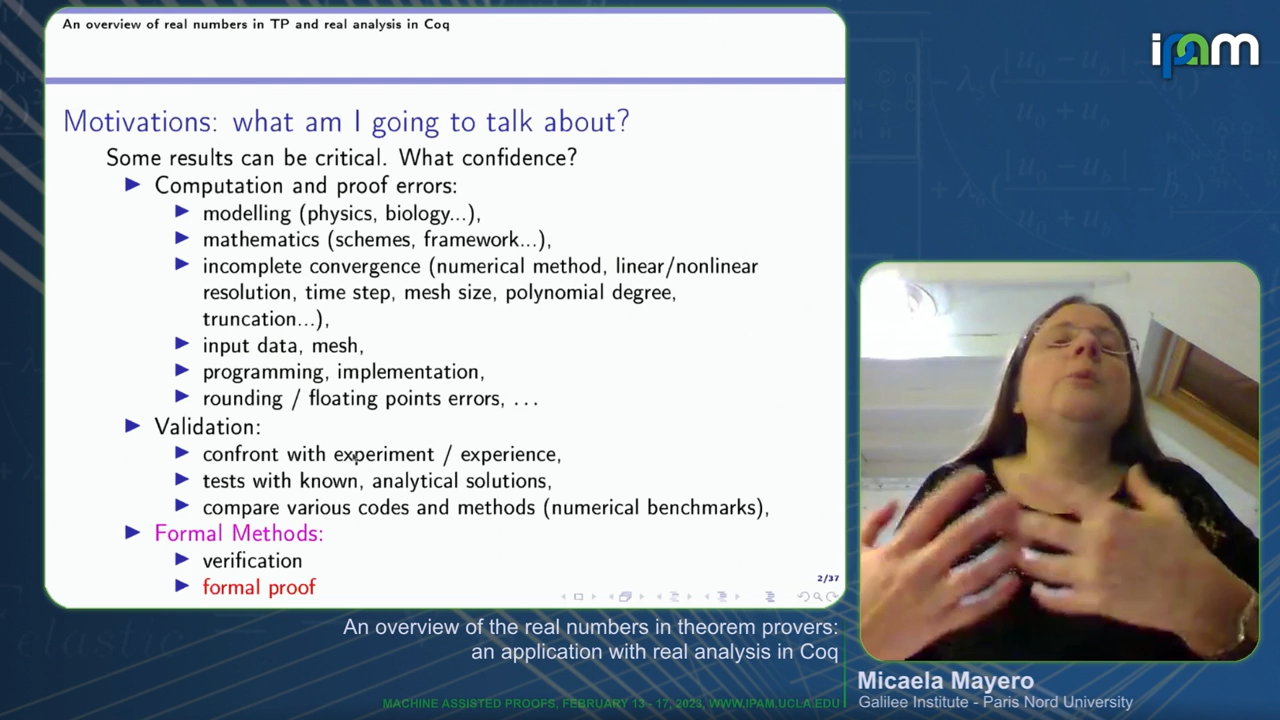 An overview of real numbers in TP and real analysis in Coq
ipam
Motivations: what am I going to talk about?
Some results can be critical. What confidence?
Computation and proof errors:
modelling (physics, biology...),
mathematics (schemes, framework...),
incomplete convergence (numerical method, linear/nonlinear
resolution, time step, mesh size, polynomial degree,
truncation...),
input data, mesh,
programming, implementation,
rounding / floating points errors, ...
Validation:
confront with experiment / experience,
tests with known, analytical solutions,
compare various codes and methods (numerical benchmarks),
Formal Methods:
verification
formal proof
2/37
An overview of the real numbers in theorem provers:
an application with real analysis in Coq
Micaela Mayero
Galilee Institute - Paris Nord University
MACHINE ASSISTED PROOFS, FEBRUARY 13 - 17, 2023, WWW.IPAM.UCLA.EDU
elastic